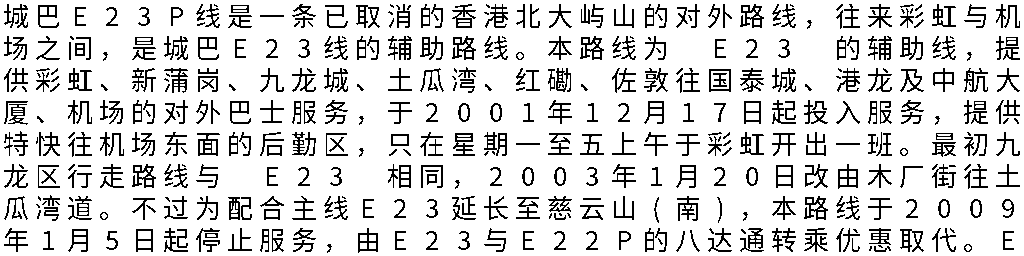 城巴E23P线是一条已取消的香港北大屿山的对外路线，往来彩虹与机
场之间，是城巴E23线的辅助路线。本路线为 E23 的辅助线，提
供彩虹、新蒲岗、九龙城、土瓜湾、红磡、佐敦往国泰城、港龙及中航大
厦、机场的对外巴士服务，于2001年12月17日起投入服务，提供
特快往机场东面的后勤区，只在星期一至五上午于彩虹开出一班。最初九
龙区行走路线与 E23 相同，2003年1月20日改由木厂街往土
瓜湾道。不过为配合主线E23延长至慈云山(南)，本路线于2009
年1月5日起停止服务，由E23与E22P的八达通转乘优惠取代。E